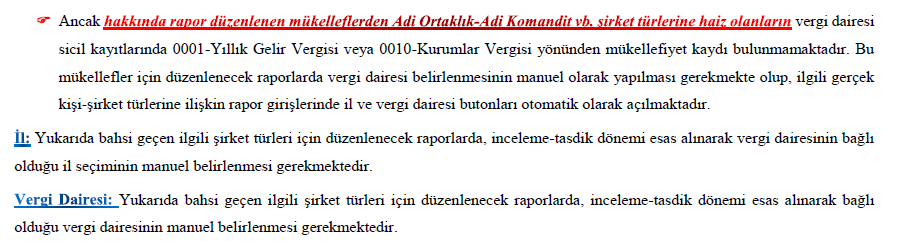 ☞ Ancak hakkında rapor düzenlenen mükelleflerden Adi Ortaklık-Adi Komandit vb. şirket türlerine haiz olanların vergi dairesi
sicil kayıtlarında 0001-Yıllık Gelir Vergisi veya 0010-Kurumlar Vergisi yönünden mükellefiyet kaydı bulunmamaktadır. Bu
mükellefler için düzenlenecek raporlarda vergi dairesi belirlenmesinin manuel olarak yapılması gerekmekte olup, ilgili gerçek
kişi-şirket türlerine ilişkin rapor girişlerinde il ve vergi dairesi butonları otomatik olarak açılmaktadır.
İl: Yukarıda bahsi geçen ilgili şirket türleri için düzenlenecek raporlarda, inceleme-tasdik dönemi esas alınarak vergi dairesinin bağlı
olduğu il seçiminin manuel belirlenmesi gerekmektedir.
Vergi Dairesi: Yukarıda bahsi geçen ilgili şirket türleri için düzenlenecek raporlarda, inceleme-tasdik dönemi esas alınarak bağlı
olduğu vergi dairesinin manuel belirlenmesi gerekmektedir.